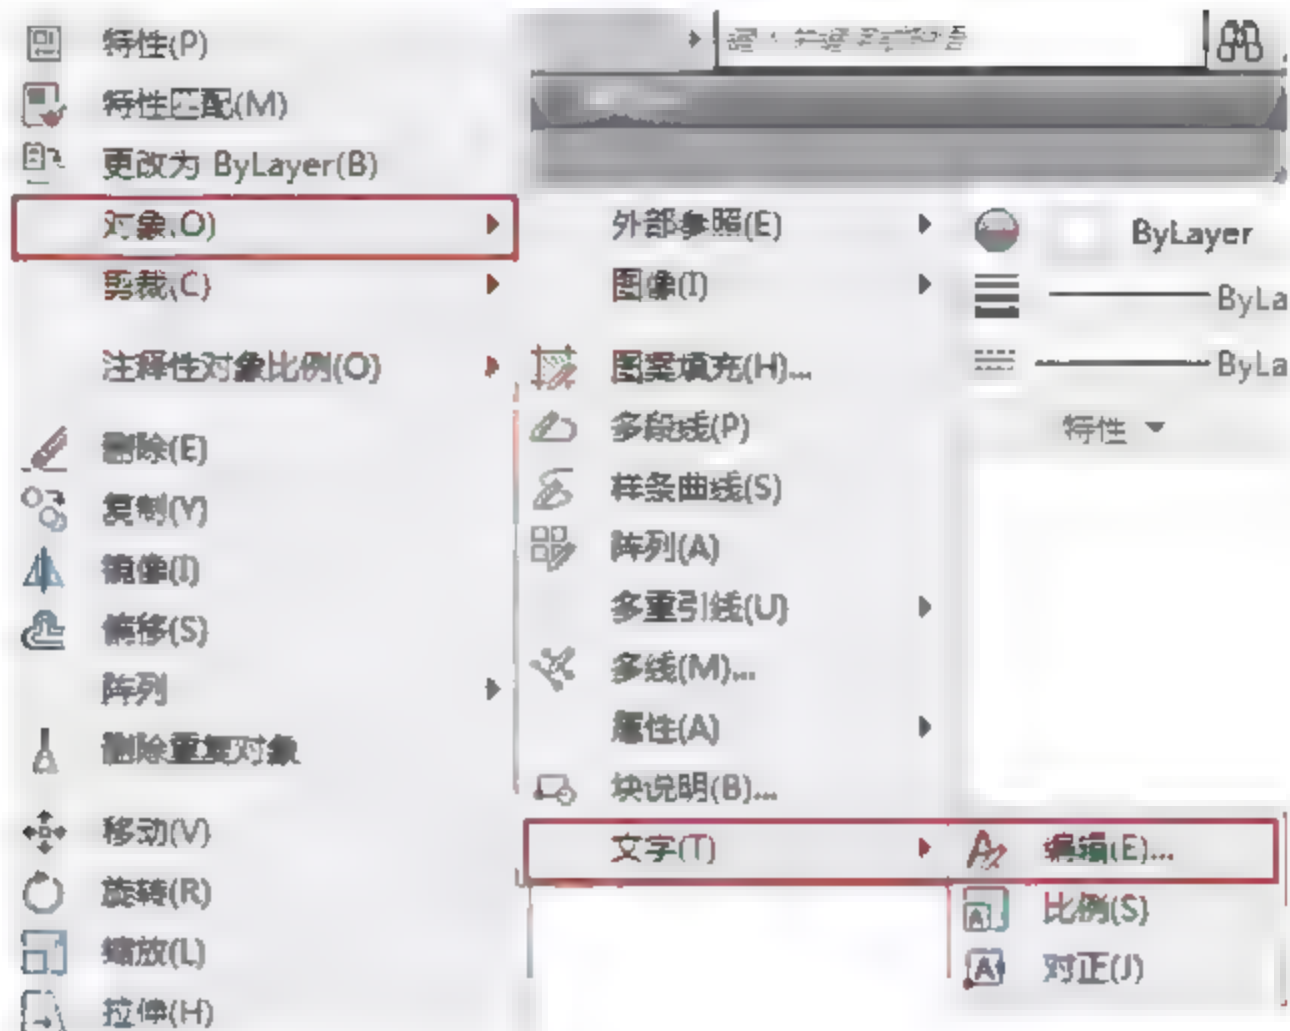 特性(P)
特性匹配(M)
更改为 ByLayer(B)
对象(O)
剪裁(C)
注释性对象比例(O)
删除(E)
复制(Y)
镜像(I)
偏移(S)
阵列
删除重复对象
移动(V)
旋转(R)
缩放(L)
拉伸(H)
外部参照(E)
图像(I)
图案填充(H)...
多段线(P)
样条曲线(S)
阵列(A)
多重引线(U)
多线(M)...
属性(A)
块说明(B)...
文字(T)
ByLayer
ByLa
ByLa
特性
编辑(E)...
比例(S)
对正(J)